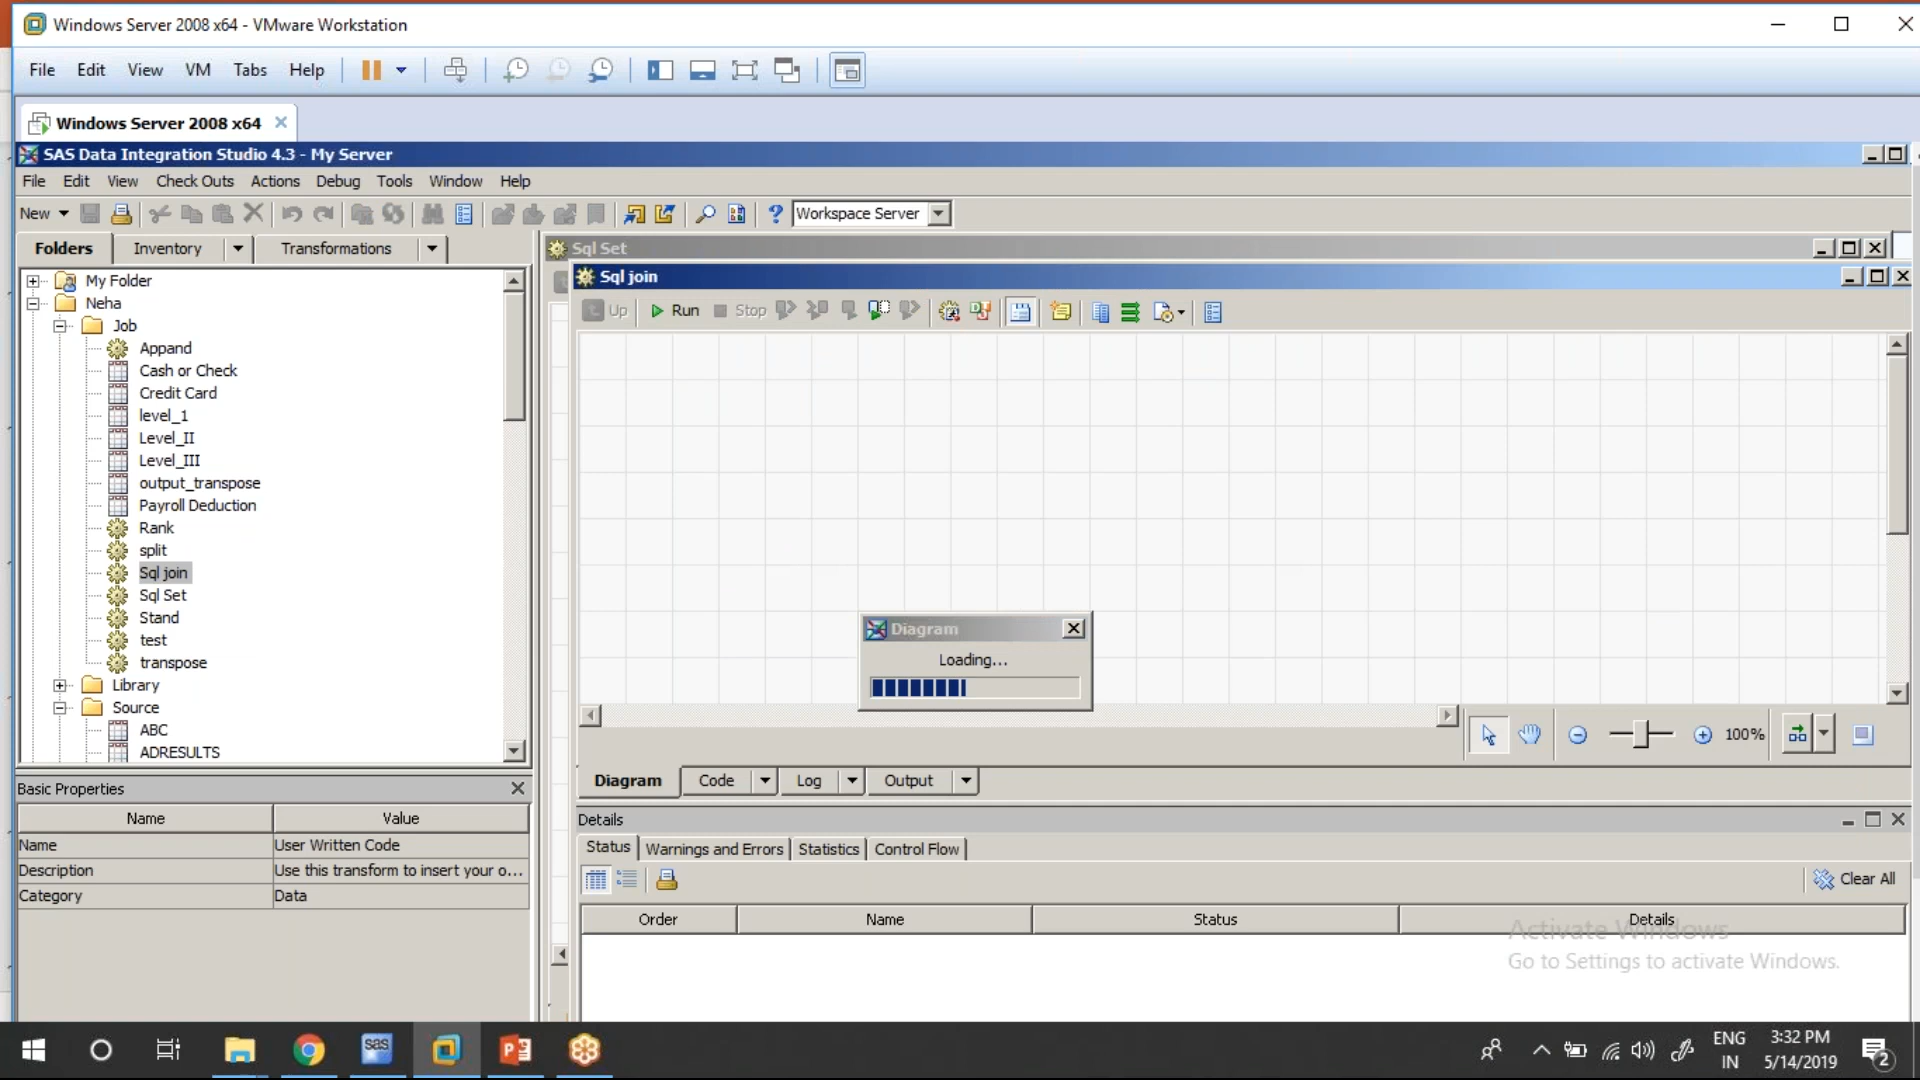 Windows Server 2008 x64 - VMware Workstation
File Edit View VM Tabs Help
Windows Server 2008 x64
SAS Data Integration Studio 4.3 - My Server
File Edit View Check Outs Actions Debug Tools Window Help
New Workspace Server
Folders Inventory Transformations
Sql Set
Sql join
Up Run Stop
My Folder
Neha
Job
Appand
Cash or Check
Credit Card
level_1
Level_II
Level_III
output_transpose
Payroll Deduction
Rank
split
Sql join
Sql Set
Stand
test
transpose
Library
Source
ABC
ADRESULTS
Diagram
Loading...
100%
Diagram Code Log Output
Basic Properties
Name Value
Name User Written Code
Description Use this transform to insert your o...
Category Data
Details
Status Warnings and Errors Statistics Control Flow
Clear All
Order Name Status Details
Activate Windows
Go to Settings to activate Windows.
sas
ENG
IN
3:32 PM
5/14/2019
2